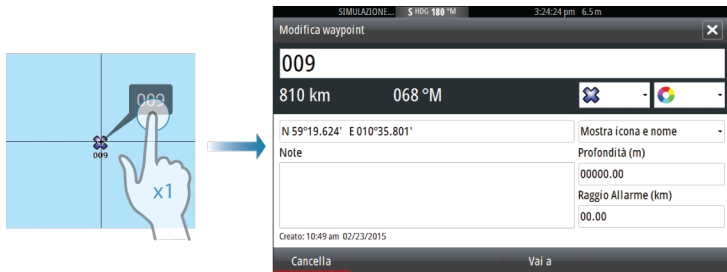 009
009
x1
SIMULAZIONE... S HDG 180 °M 3:24:24 pm 6.5 m
Modifica waypoint
009
810 km 068 °M
N 59°19.624' E 010°35.801'
Mostra icona e nome
Note
Profondità (m)
00000.00
Raggio Allarme (km)
00.00
Creato: 10:49 am 02/23/2015
Cancella Vai a